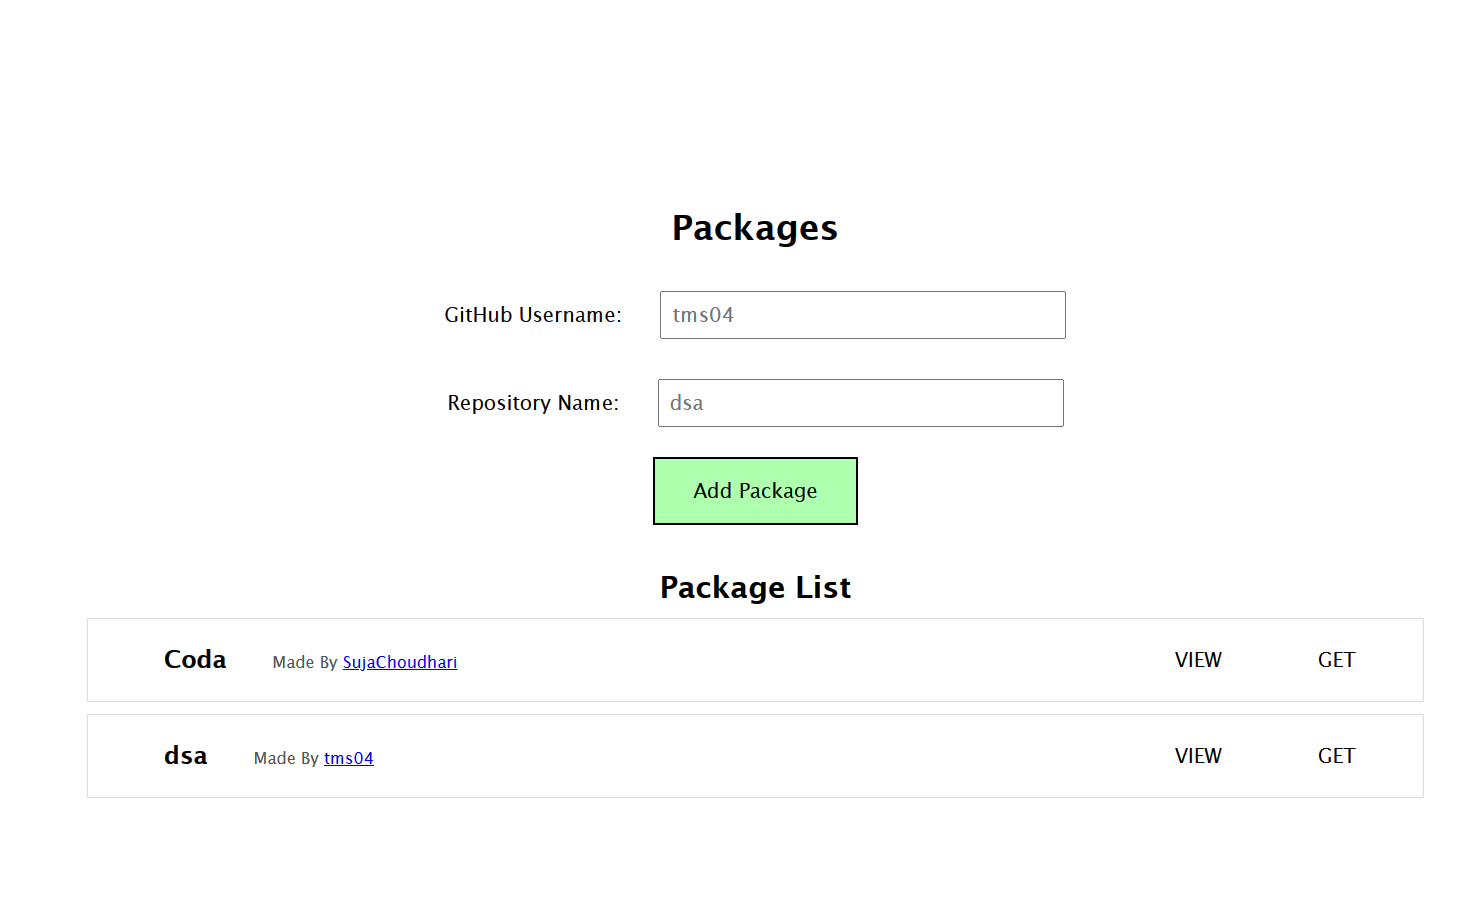 Packages
GitHub Username: tms04
Repository Name: dsa
Add Package
Package List
Coda Made By SujaChoudhari VIEW GET
dsa Made By tms04 VIEW GET